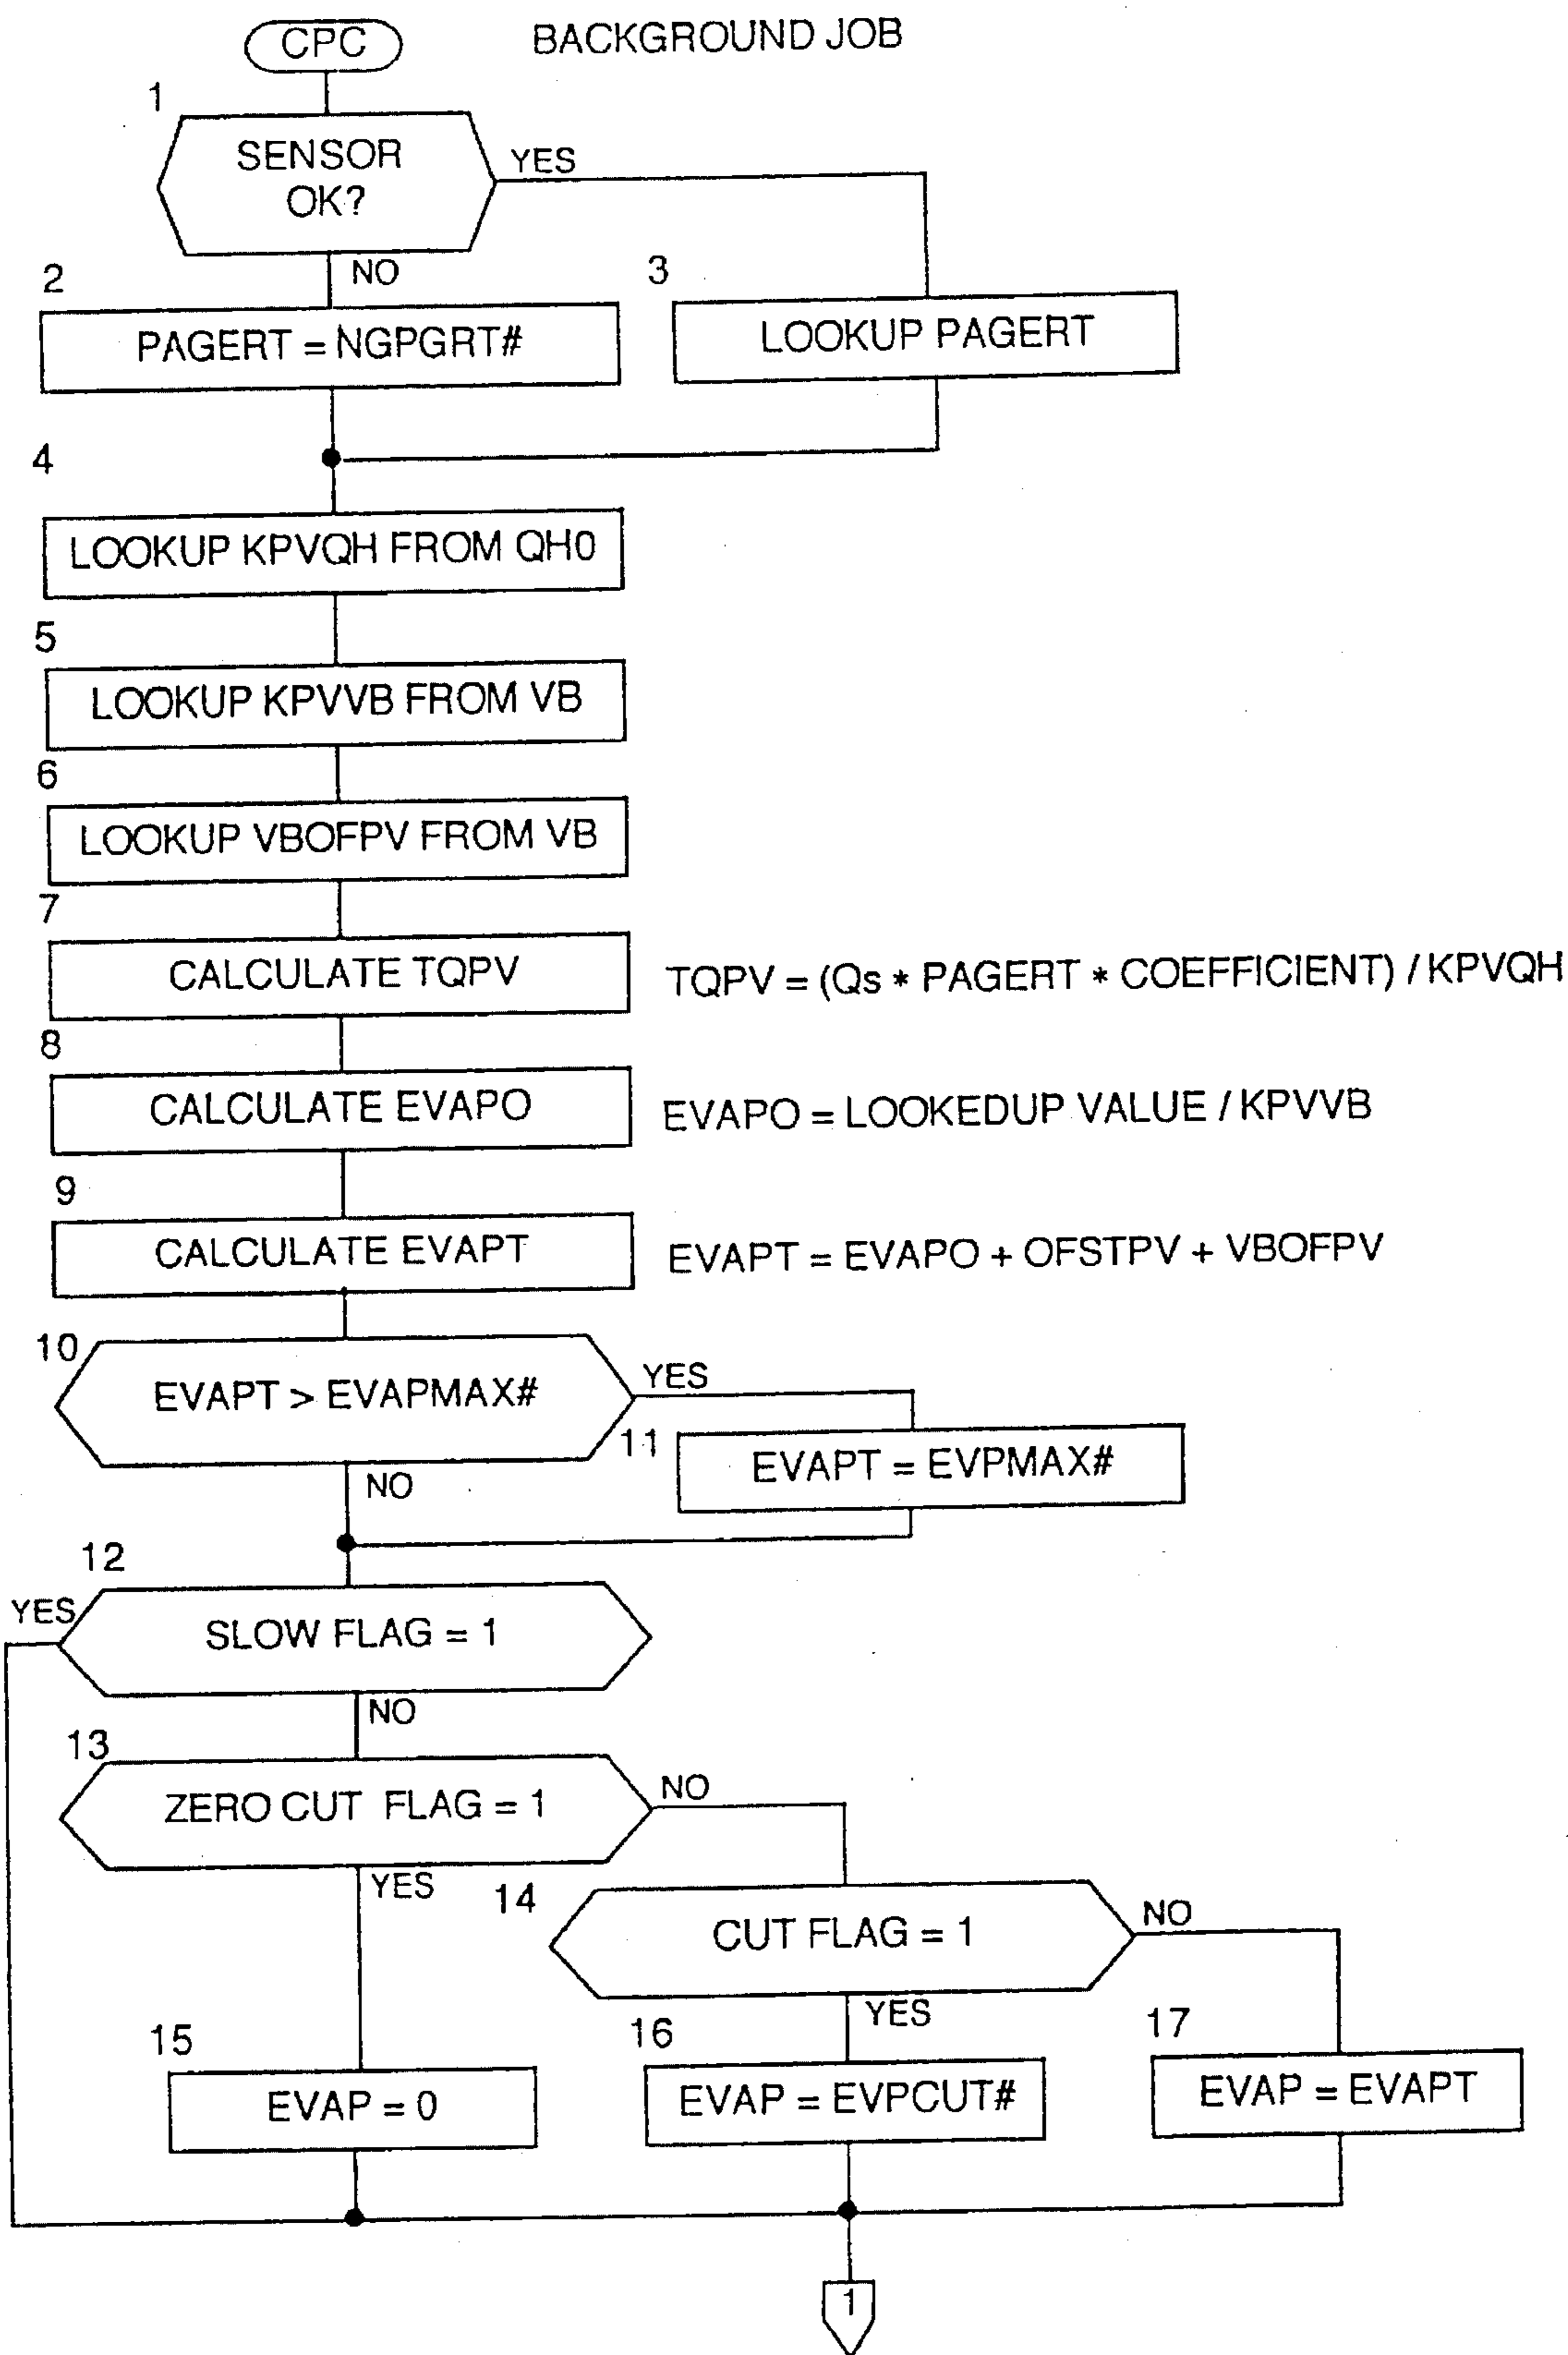 CPC
BACKGROUND JOB
1
SENSOR
OK?
YES
NO
2
PAGERT = NGPGRT#
3
LOOKUP PAGERT
4
LOOKUP KPVQH FROM QH0
5
LOOKUP KPVVB FROM VB
6
LOOKUP VBOFPV FROM VB
7
CALCULATE TQPV
TQPV = (Qs * PAGERT * COEFFICIENT) / KPVQH
8
CALCULATE EVAPO
EVAPO = LOOKEDUP VALUE / KPVVB
9
CALCULATE EVAPT
EVAPT = EVAPO + OFSTPV + VBOFPV
10
EVAPT > EVAPMAX#
YES
NO
11
EVAPT = EVPMAX#
12
YES
SLOW FLAG = 1
NO
13
ZERO CUT FLAG = 1
NO
YES
14
CUT FLAG = 1
NO
YES
15
EVAP = 0
16
EVAP = EVPCUT#
17
EVAP = EVAPT
1